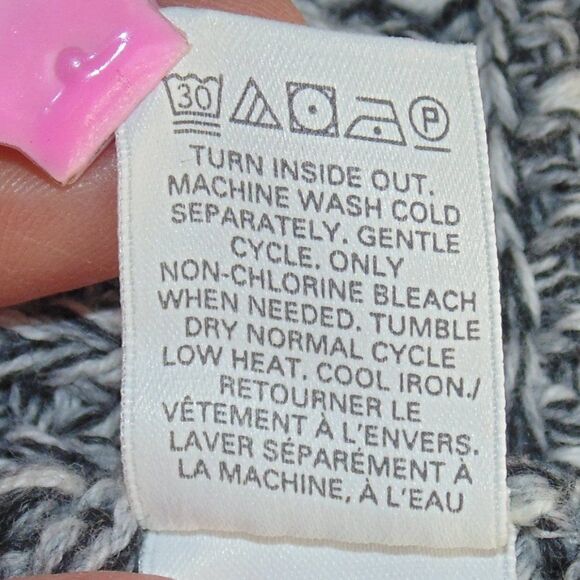 30 P
TURN INSIDE OUT.
MACHINE WASH COLD
SEPARATELY. GENTLE
CYCLE. ONLY
NON-CHLORINE BLEACH
WHEN NEEDED. TUMBLE
DRY NORMAL CYCLE
LOW HEAT. COOL IRON./
RETOURNER LE
VÊTEMENT À L'ENVERS.
LAVER SÉPARÉMENT À
LA MACHINE, À L'EAU